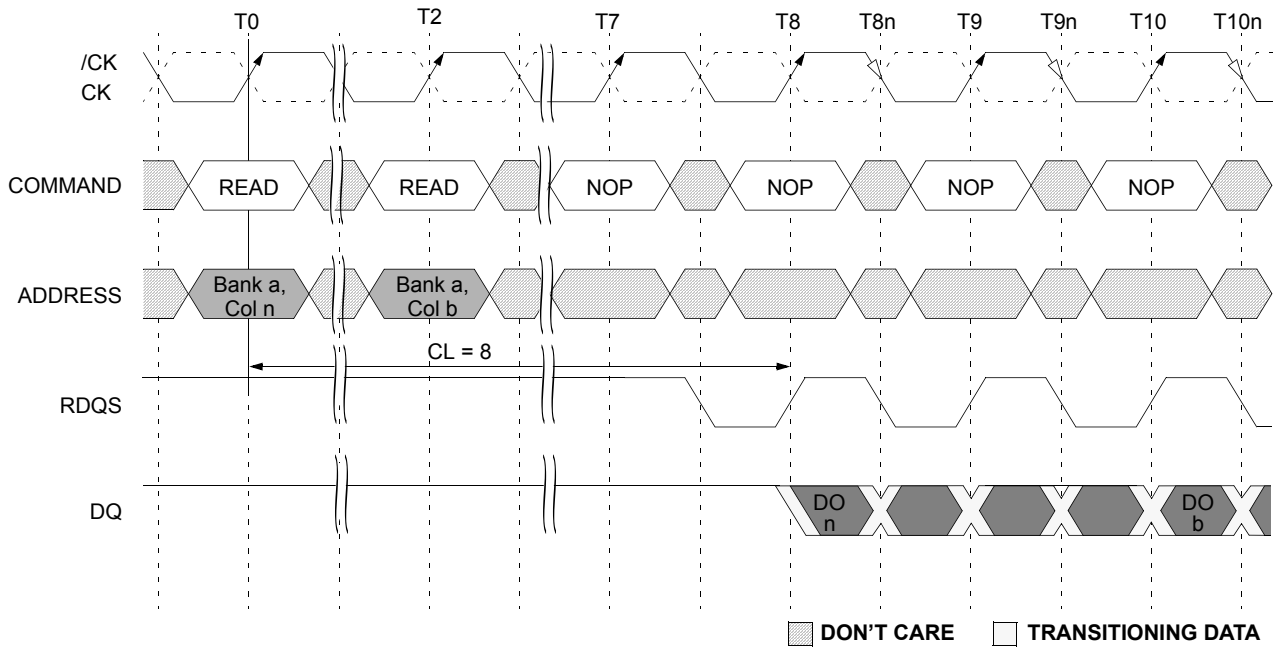 T0 T2 T7 T8 T8n T9 T9n T10 T10n
/CK
CK
COMMAND READ READ NOP NOP NOP NOP
ADDRESS Bank a, Col n Bank a, Col b
CL = 8
RDQS
DQ DO n DO b
DON'T CARE TRANSITIONING DATA